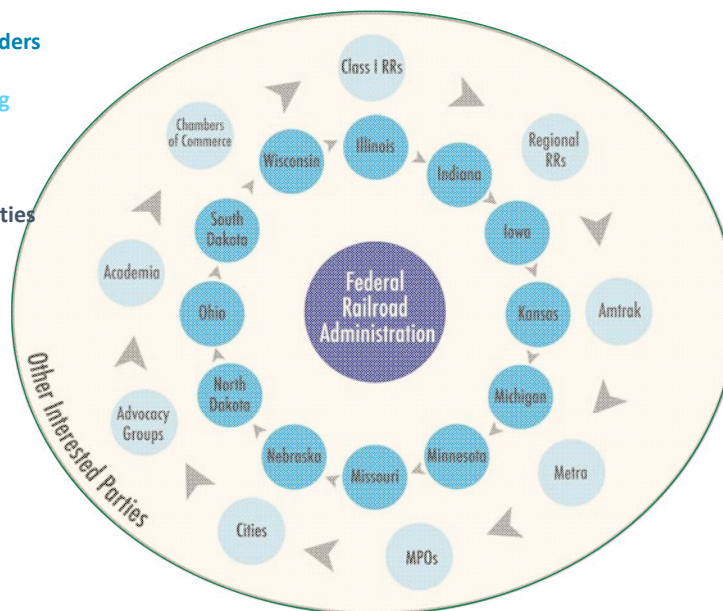 ders
g
ties
Class I RRs
Chambers
of Commerce
Regional
RRs
Illinois
Wisconsin
Indiana
South
Dakota
Iowa
Academia
Federal
Railroad
Administration
Ohio
Kansas
Amtrak
North
Dakota
Michigan
Advocacy
Groups
Nebraska
Minnesota
Missouri
Metra
Cities
MPOs
Other Interested Parties